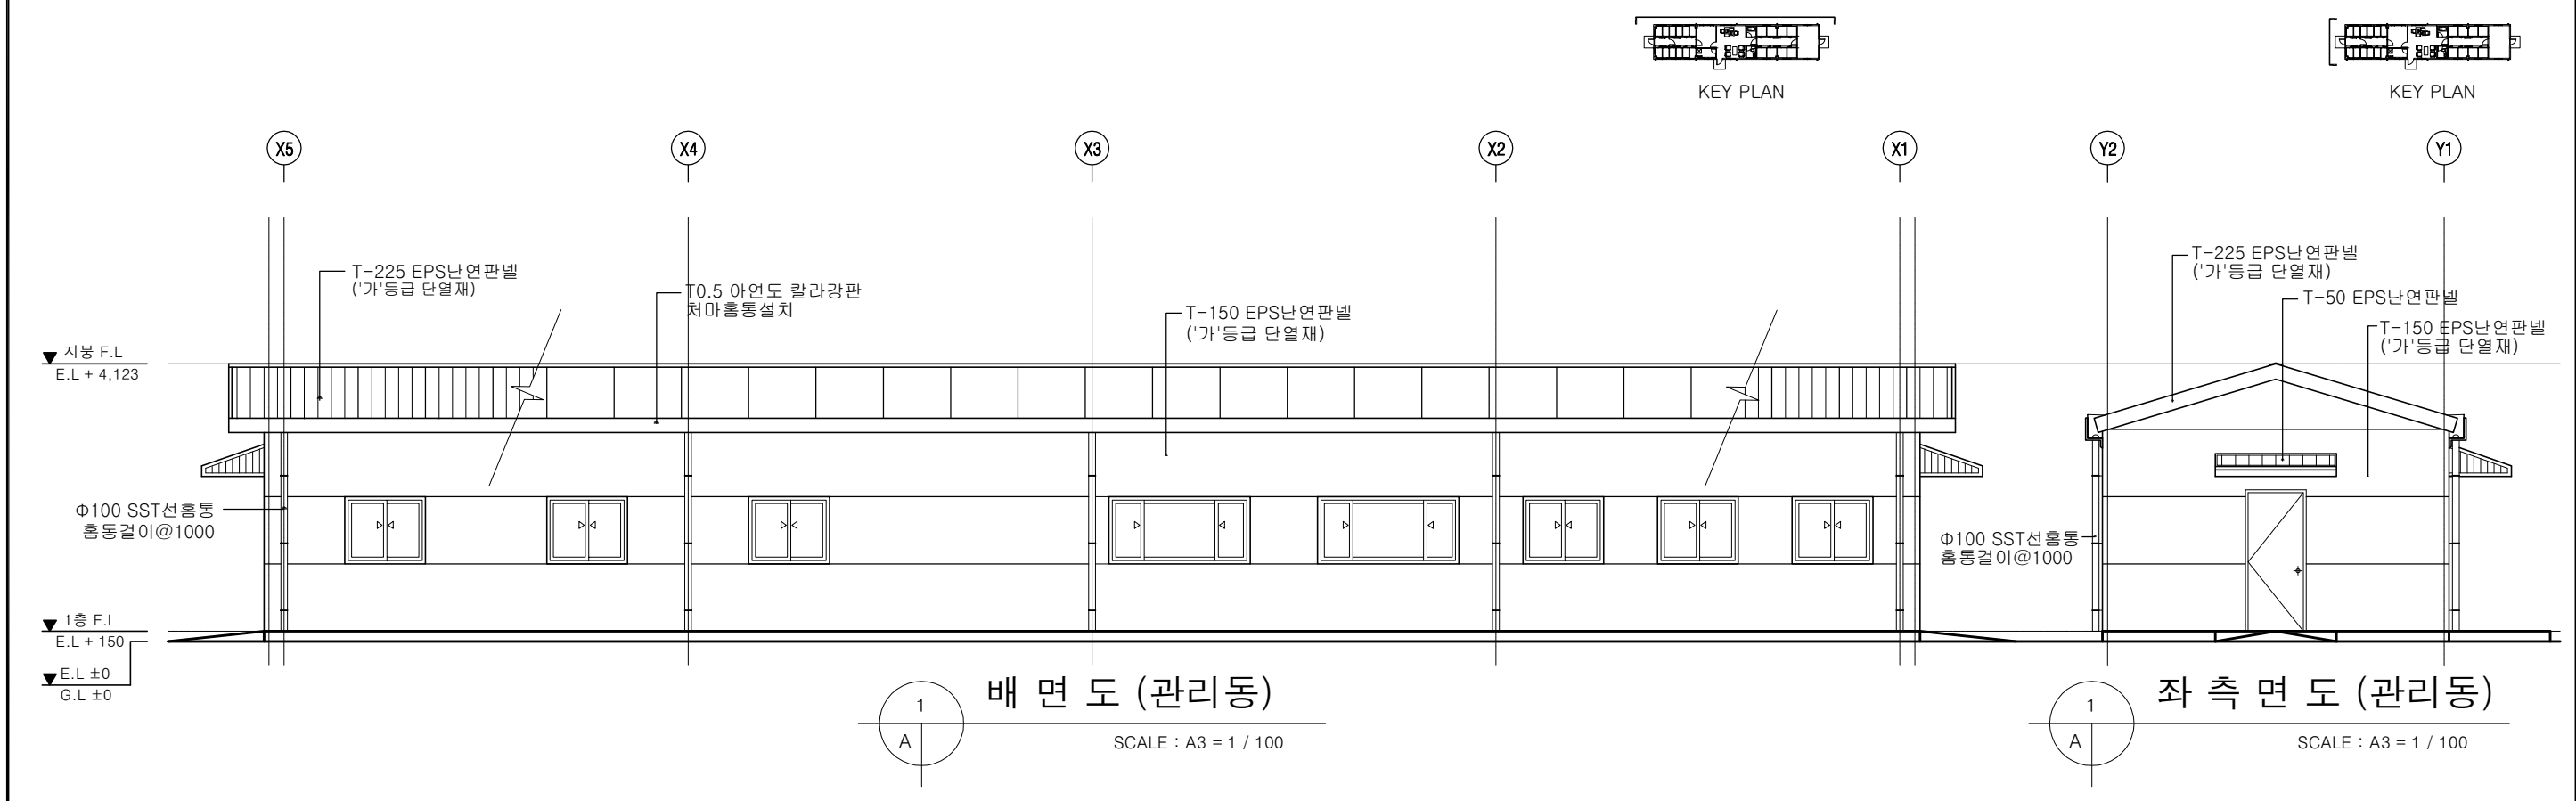 KEY PLAN
KEY PLAN
X5
X4
X3
X2
X1
Y2
Y1
T-225 EPS난연판넬
('가'등급 단열재)
T0.5 아연도 칼라강판
처마홈통설치
T-150 EPS난연판넬
('가'등급 단열재)
T-225 EPS난연판넬
('가'등급 단열재)
T-50 EPS난연판넬
T-150 EPS난연판넬
('가'등급 단열재)
지붕 F.L
E.L + 4,123
Φ100 SST선홈통
홈통걸이@1000
Φ100 SST선홈통
홈통걸이@1000
1층 F.L
E.L + 150
E.L ±0
G.L ±0
1
A
배 면 도 (관리동)
SCALE : A3 = 1 / 100
1
A
좌 측 면 도 (관리동)
SCALE : A3 = 1 / 100